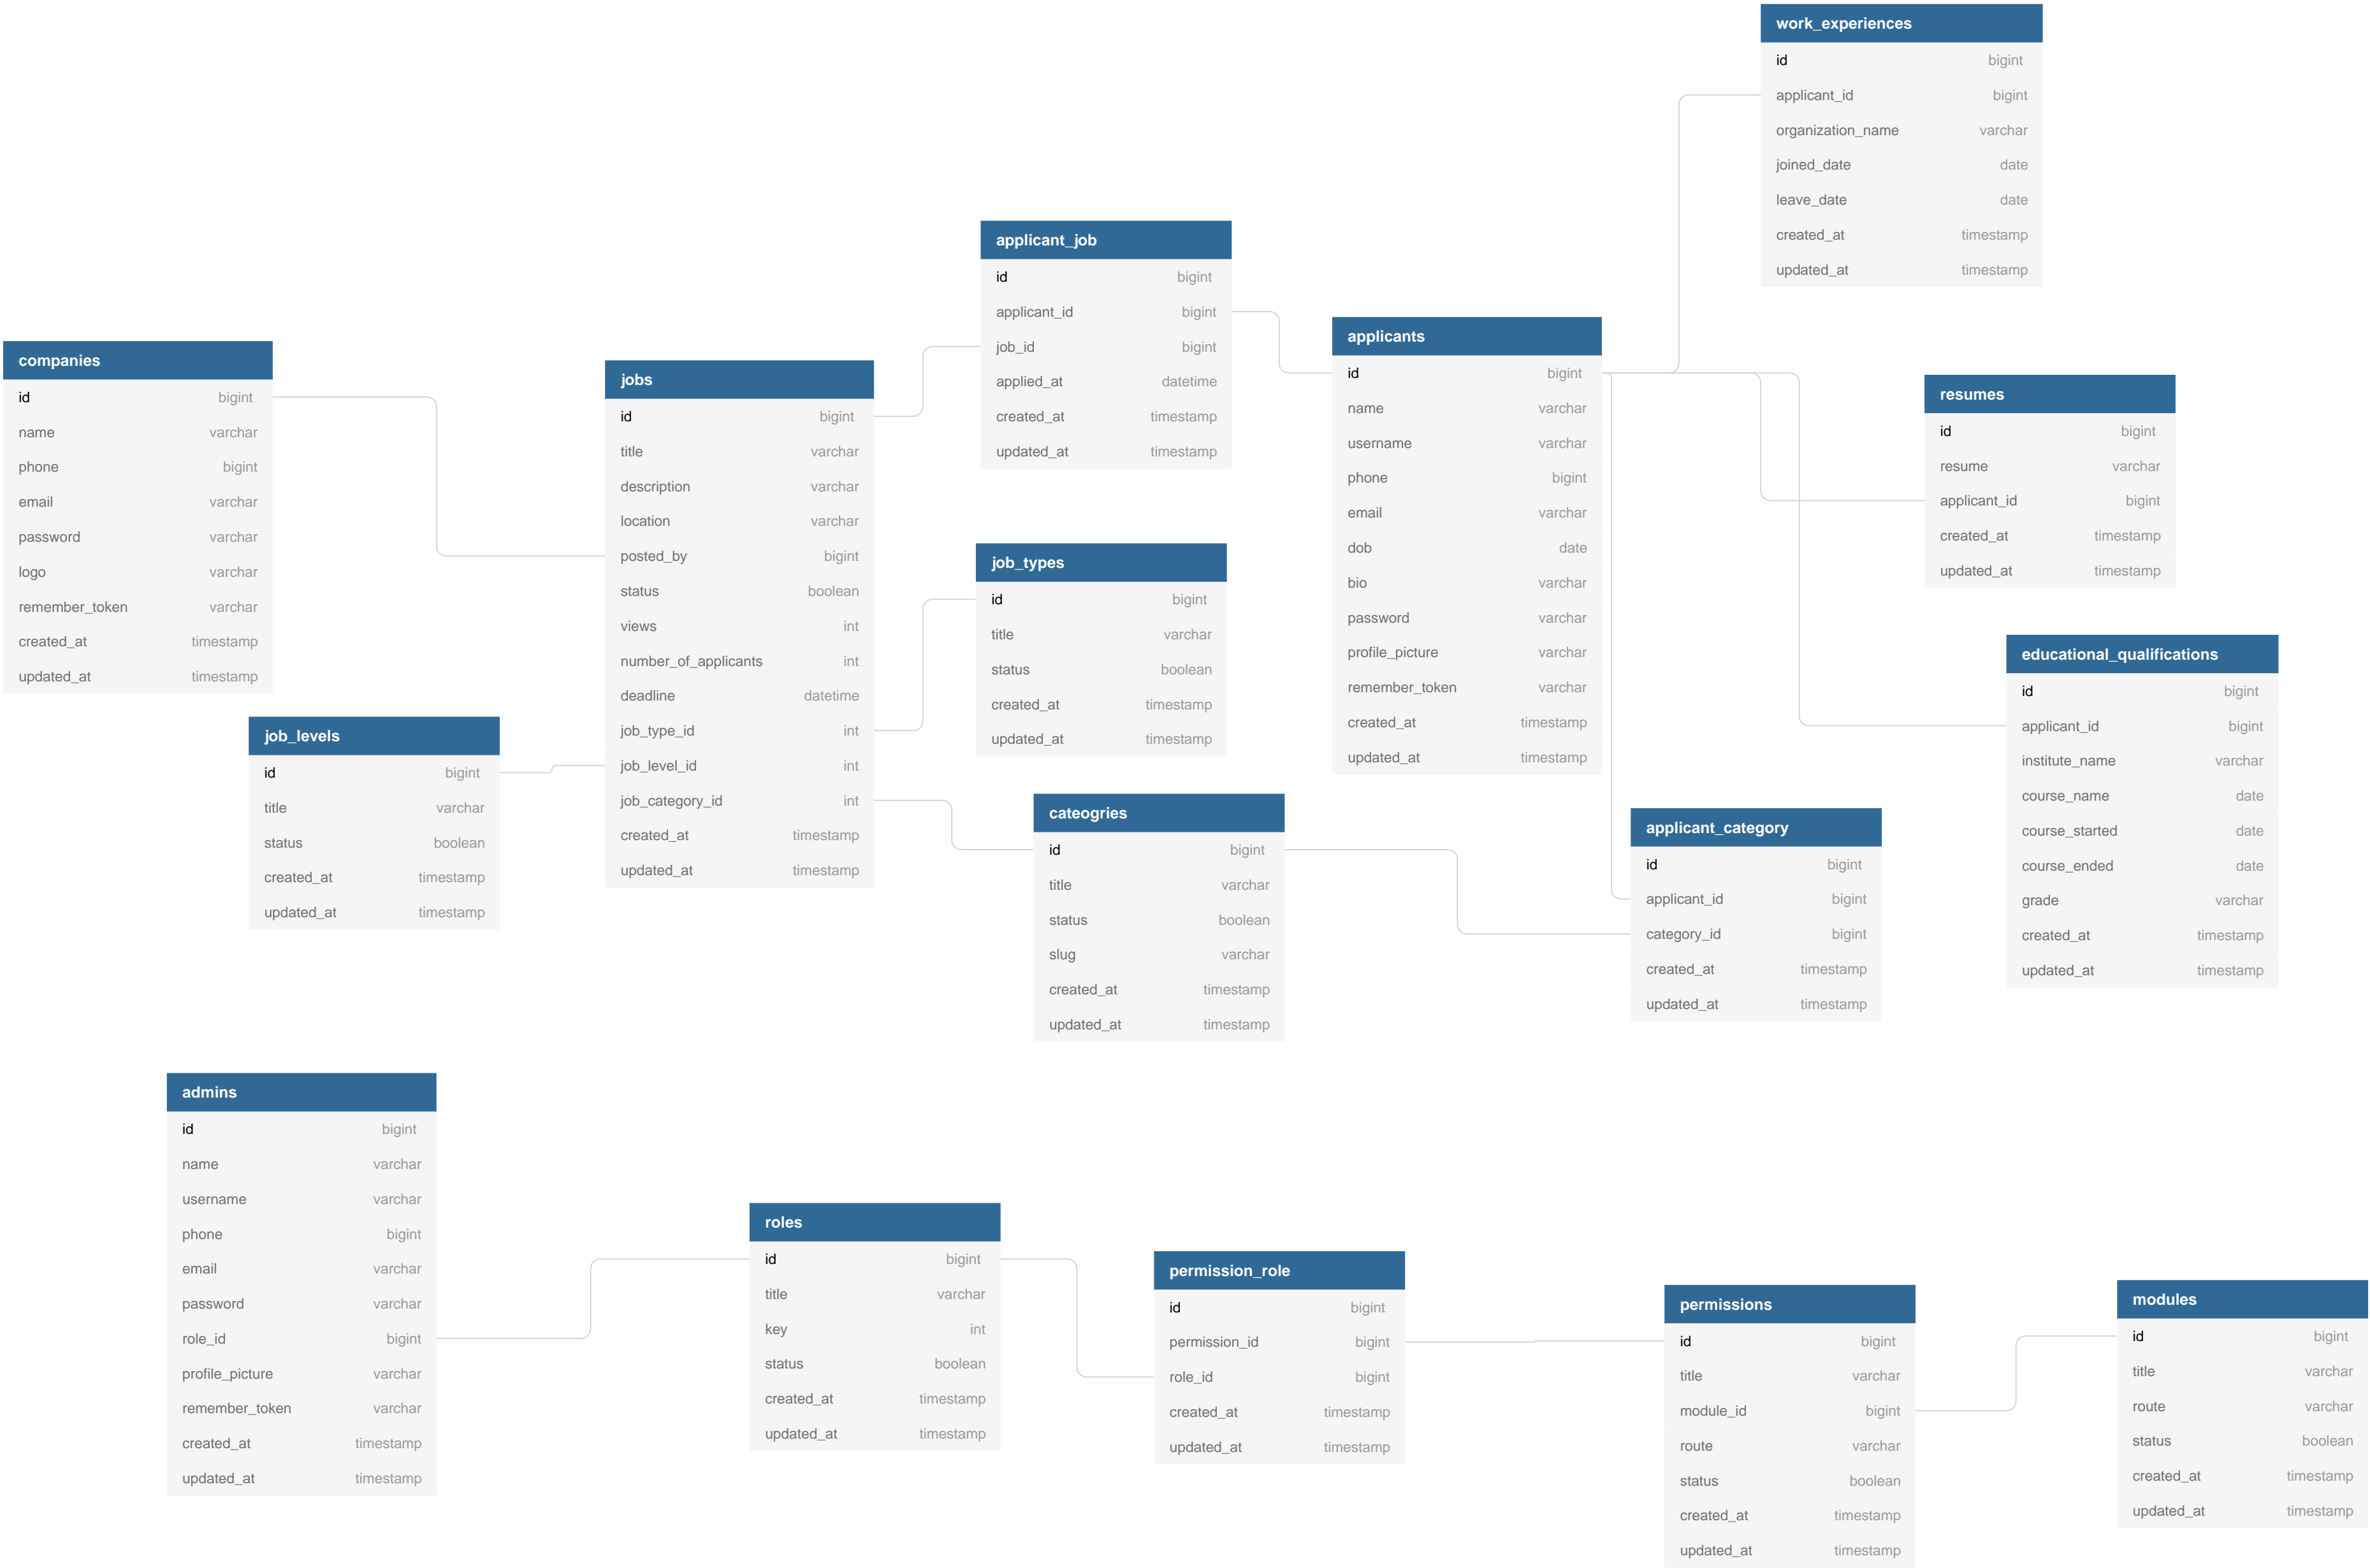 work_experiences
id bigint
applicant_id bigint
organization_name varchar
joined_date date
leave_date date
created_at timestamp
updated_at timestamp
applicant_job
id bigint
applicant_id bigint
job_id bigint
applied_at datetime
created_at timestamp
updated_at timestamp
applicants
id bigint
name varchar
username varchar
phone bigint
email varchar
dob date
bio varchar
password varchar
profile_picture varchar
remember_token varchar
created_at timestamp
updated_at timestamp
companies
id bigint
name varchar
phone bigint
email varchar
password varchar
logo varchar
remember_token varchar
created_at timestamp
updated_at timestamp
jobs
id bigint
title varchar
description varchar
location varchar
posted_by bigint
status boolean
views int
number_of_applicants int
deadline datetime
job_type_id int
job_level_id int
job_category_id int
created_at timestamp
updated_at timestamp
resumes
id bigint
resume varchar
applicant_id bigint
created_at timestamp
updated_at timestamp
job_types
id bigint
title varchar
status boolean
created_at timestamp
updated_at timestamp
educational_qualifications
id bigint
applicant_id bigint
institute_name varchar
course_name date
course_started date
course_ended date
grade varchar
created_at timestamp
updated_at timestamp
job_levels
id bigint
title varchar
status boolean
created_at timestamp
updated_at timestamp
cateogries
id bigint
title varchar
status boolean
slug varchar
created_at timestamp
updated_at timestamp
applicant_category
id bigint
applicant_id bigint
category_id bigint
created_at timestamp
updated_at timestamp
admins
id bigint
name varchar
username varchar
phone bigint
email varchar
password varchar
role_id bigint
profile_picture varchar
remember_token varchar
created_at timestamp
updated_at timestamp
roles
id bigint
title varchar
key int
status boolean
created_at timestamp
updated_at timestamp
permission_role
id bigint
permission_id bigint
role_id bigint
created_at timestamp
updated_at timestamp
permissions
id bigint
title varchar
module_id bigint
route varchar
status boolean
created_at timestamp
updated_at timestamp
modules
id bigint
title varchar
route varchar
status boolean
created_at timestamp
updated_at timestamp